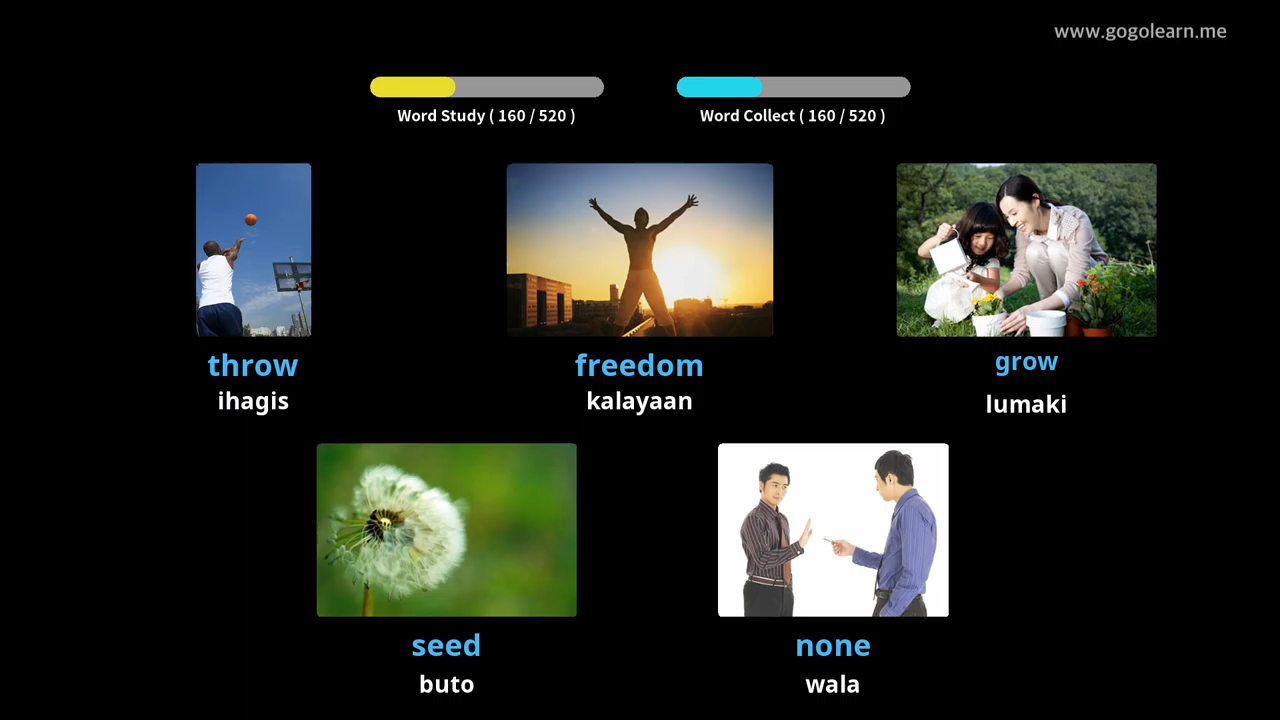 www.gogolearn.me
Word Study ( 160 / 520 )
Word Collect ( 160 / 520 )
throw
ihagis
freedom
kalayaan
grow
lumaki
seed
buto
none
wala